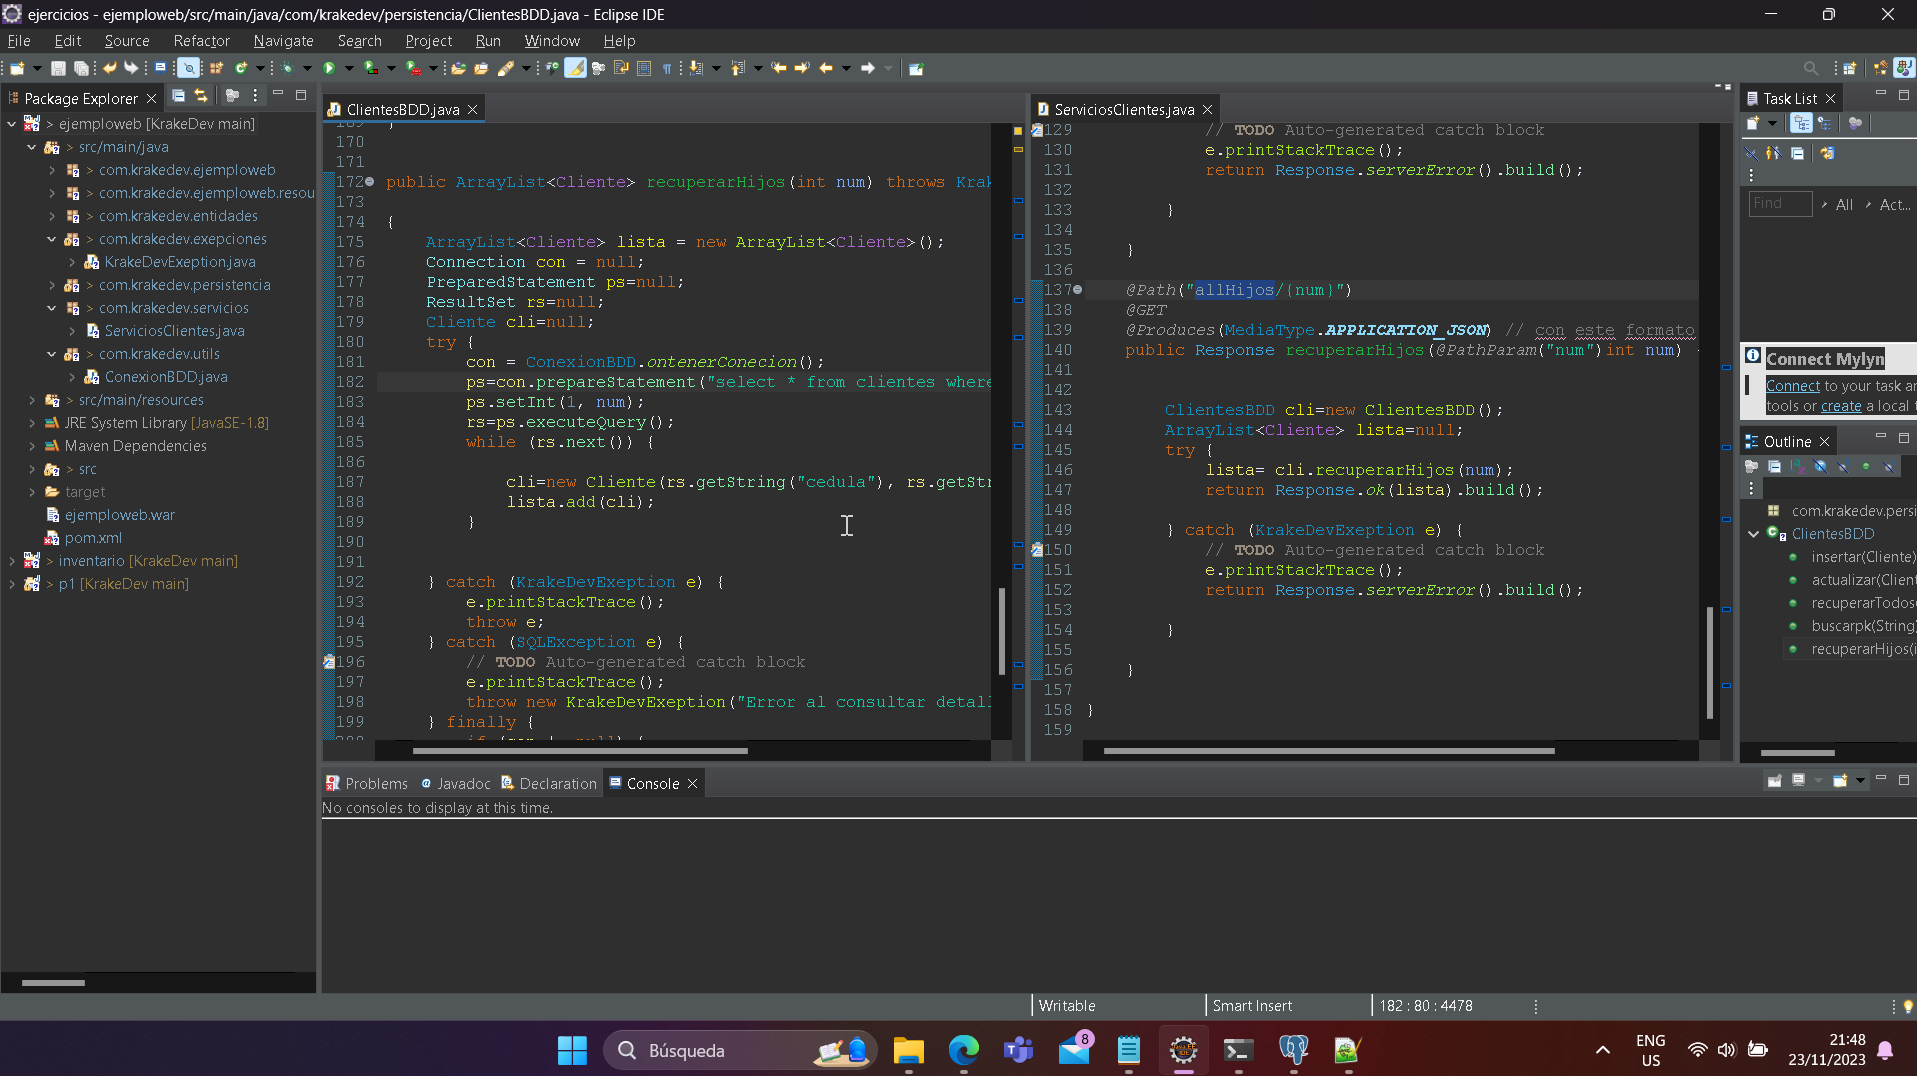 ejercicios - ejemploweb/src/main/java/com/krakedev/persistencia/ClientesBDD.java - Eclipse IDE
File Edit Source Refactor Navigate Search Project Run Window Help
Package Explorer
> ejemploweb [KrakeDev main]
> src/main/java
> com.krakedev.ejemploweb
> com.krakedev.ejemploweb.resou
> com.krakedev.entidades
> com.krakedev.exepciones
> KrakeDevExeption.java
> com.krakedev.persistencia
> com.krakedev.servicios
> ServiciosClientes.java
> com.krakedev.utils
> ConexionBDD.java
> src/main/resources
JRE System Library [JavaSE-1.8]
Maven Dependencies
> src
target
ejemploweb.war
pom.xml
> inventario [KrakeDev main]
> p1 [KrakeDev main]
ClientesBDD.java
169 }
170
171
172 public ArrayList<Cliente> recuperarHijos(int num) throws Krak
173
174 {
175 ArrayList<Cliente> lista = new ArrayList<Cliente>();
176 Connection con = null;
177 PreparedStatement ps=null;
178 ResultSet rs=null;
179 Cliente cli=null;
180 try {
181 con = ConexionBDD.ontenerConecion();
182 ps=con.prepareStatement("select * from clientes where
183 ps.setInt(1, num);
184 rs=ps.executeQuery();
185 while (rs.next()) {
186
187 cli=new Cliente(rs.getString("cedula"), rs.getStr
188 lista.add(cli);
189 }
190
191
192 } catch (KrakeDevExeption e) {
193 e.printStackTrace();
194 throw e;
195 } catch (SQLException e) {
196 // TODO Auto-generated catch block
197 e.printStackTrace();
198 throw new KrakeDevExeption("Error al consultar detal
199 } finally {
ServiciosClientes.java
129 // TODO Auto-generated catch block
130 e.printStackTrace();
131 return Response.serverError().build();
132
133 }
134
135 }
136
137 @Path("allHijos/{num}")
138 @GET
139 @Produces(MediaType.APPLICATION_JSON) // con este formato
140 public Response recuperarHijos(@PathParam("num")int num) {
141
142
143 ClientesBDD cli=new ClientesBDD();
144 ArrayList<Cliente> lista=null;
145 try {
146 lista= cli.recuperarHijos(num);
147 return Response.ok(lista).build();
148
149 } catch (KrakeDevExeption e) {
150 // TODO Auto-generated catch block
151 e.printStackTrace();
152 return Response.serverError().build();
153
154 }
155
156 }
157
158 }
159
Task List
Find All Act...
Connect Mylyn
Connect to your task an
tools or create a local t
Outline
com.krakedev.persi
ClientesBDD
insertar(Cliente)
actualizar(Client
recuperarTodos(
buscarpk(String)
recuperarHijos(i
Problems Javadoc Declaration Console
No consoles to display at this time.
Writable Smart Insert 182 : 80 : 4478
Búsqueda
8
ENG
US
21:48
23/11/2023